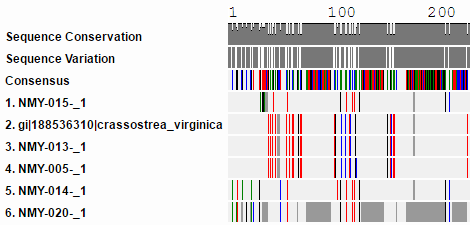 1 100 200
Sequence Conservation
Sequence Variation
Consensus
1. NMY-015-_1
2. gi|188536310|crassostrea_virginica
3. NMY-013-_1
4. NMY-005-_1
5. NMY-014-_1
6. NMY-020-_1